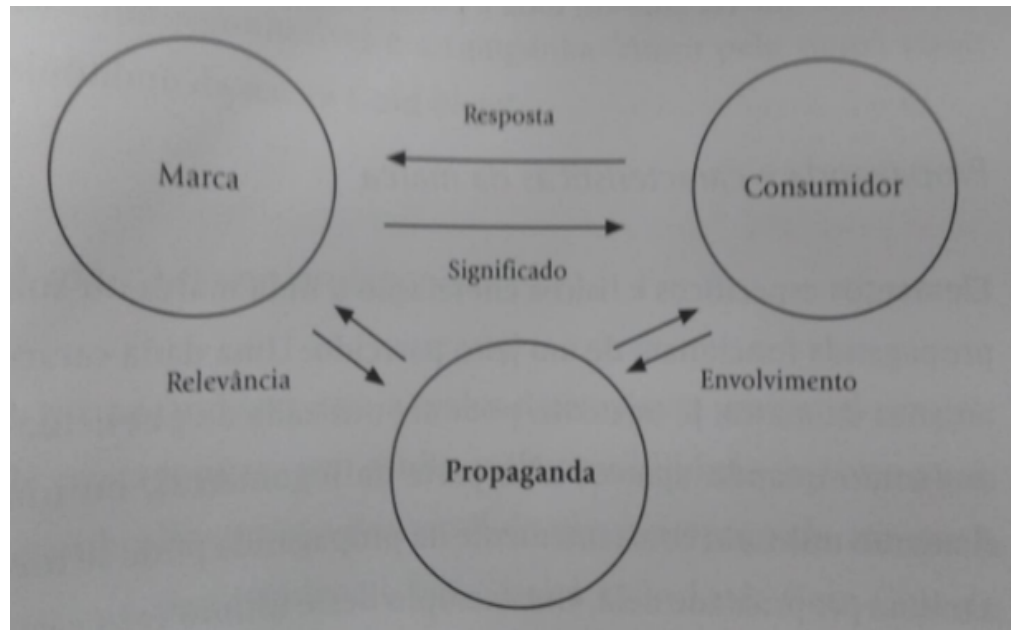 Resposta
Marca
Consumidor
Significado
Relevância
Envolvimento
Propaganda